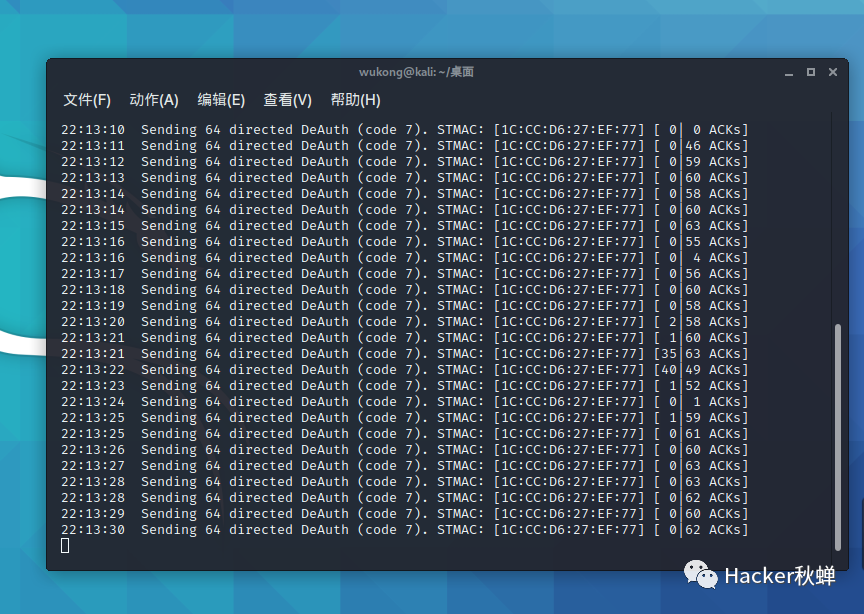 wukong@kali: ~/桌面
文件(F) 动作(A) 编辑(E) 查看(V) 帮助(H)
22:13:10  Sending 64 directed DeAuth (code 7). STMAC: [1C:CC:D6:27:EF:77] [ 0| 0 ACKs]
22:13:11  Sending 64 directed DeAuth (code 7). STMAC: [1C:CC:D6:27:EF:77] [ 0|46 ACKs]
22:13:12  Sending 64 directed DeAuth (code 7). STMAC: [1C:CC:D6:27:EF:77] [ 0|59 ACKs]
22:13:13  Sending 64 directed DeAuth (code 7). STMAC: [1C:CC:D6:27:EF:77] [ 0|60 ACKs]
22:13:14  Sending 64 directed DeAuth (code 7). STMAC: [1C:CC:D6:27:EF:77] [ 0|58 ACKs]
22:13:14  Sending 64 directed DeAuth (code 7). STMAC: [1C:CC:D6:27:EF:77] [ 0|60 ACKs]
22:13:15  Sending 64 directed DeAuth (code 7). STMAC: [1C:CC:D6:27:EF:77] [ 0|63 ACKs]
22:13:16  Sending 64 directed DeAuth (code 7). STMAC: [1C:CC:D6:27:EF:77] [ 0|55 ACKs]
22:13:16  Sending 64 directed DeAuth (code 7). STMAC: [1C:CC:D6:27:EF:77] [ 0| 4 ACKs]
22:13:17  Sending 64 directed DeAuth (code 7). STMAC: [1C:CC:D6:27:EF:77] [ 0|56 ACKs]
22:13:18  Sending 64 directed DeAuth (code 7). STMAC: [1C:CC:D6:27:EF:77] [ 0|60 ACKs]
22:13:19  Sending 64 directed DeAuth (code 7). STMAC: [1C:CC:D6:27:EF:77] [ 0|58 ACKs]
22:13:20  Sending 64 directed DeAuth (code 7). STMAC: [1C:CC:D6:27:EF:77] [ 2|58 ACKs]
22:13:21  Sending 64 directed DeAuth (code 7). STMAC: [1C:CC:D6:27:EF:77] [ 1|60 ACKs]
22:13:21  Sending 64 directed DeAuth (code 7). STMAC: [1C:CC:D6:27:EF:77] [35|63 ACKs]
22:13:22  Sending 64 directed DeAuth (code 7). STMAC: [1C:CC:D6:27:EF:77] [40|49 ACKs]
22:13:23  Sending 64 directed DeAuth (code 7). STMAC: [1C:CC:D6:27:EF:77] [ 1|52 ACKs]
22:13:24  Sending 64 directed DeAuth (code 7). STMAC: [1C:CC:D6:27:EF:77] [ 0| 1 ACKs]
22:13:25  Sending 64 directed DeAuth (code 7). STMAC: [1C:CC:D6:27:EF:77] [ 1|59 ACKs]
22:13:25  Sending 64 directed DeAuth (code 7). STMAC: [1C:CC:D6:27:EF:77] [ 0|61 ACKs]
22:13:26  Sending 64 directed DeAuth (code 7). STMAC: [1C:CC:D6:27:EF:77] [ 0|60 ACKs]
22:13:27  Sending 64 directed DeAuth (code 7). STMAC: [1C:CC:D6:27:EF:77] [ 0|63 ACKs]
22:13:28  Sending 64 directed DeAuth (code 7). STMAC: [1C:CC:D6:27:EF:77] [ 0|63 ACKs]
22:13:28  Sending 64 directed DeAuth (code 7). STMAC: [1C:CC:D6:27:EF:77] [ 0|62 ACKs]
22:13:29  Sending 64 directed DeAuth (code 7). STMAC: [1C:CC:D6:27:EF:77] [ 0|60 ACKs]
22:13:30  Sending 64 directed DeAuth (code 7). STMAC: [1C:CC:D6:27:EF:77] [ 0|62 ACKs]
Hacker秋蝉